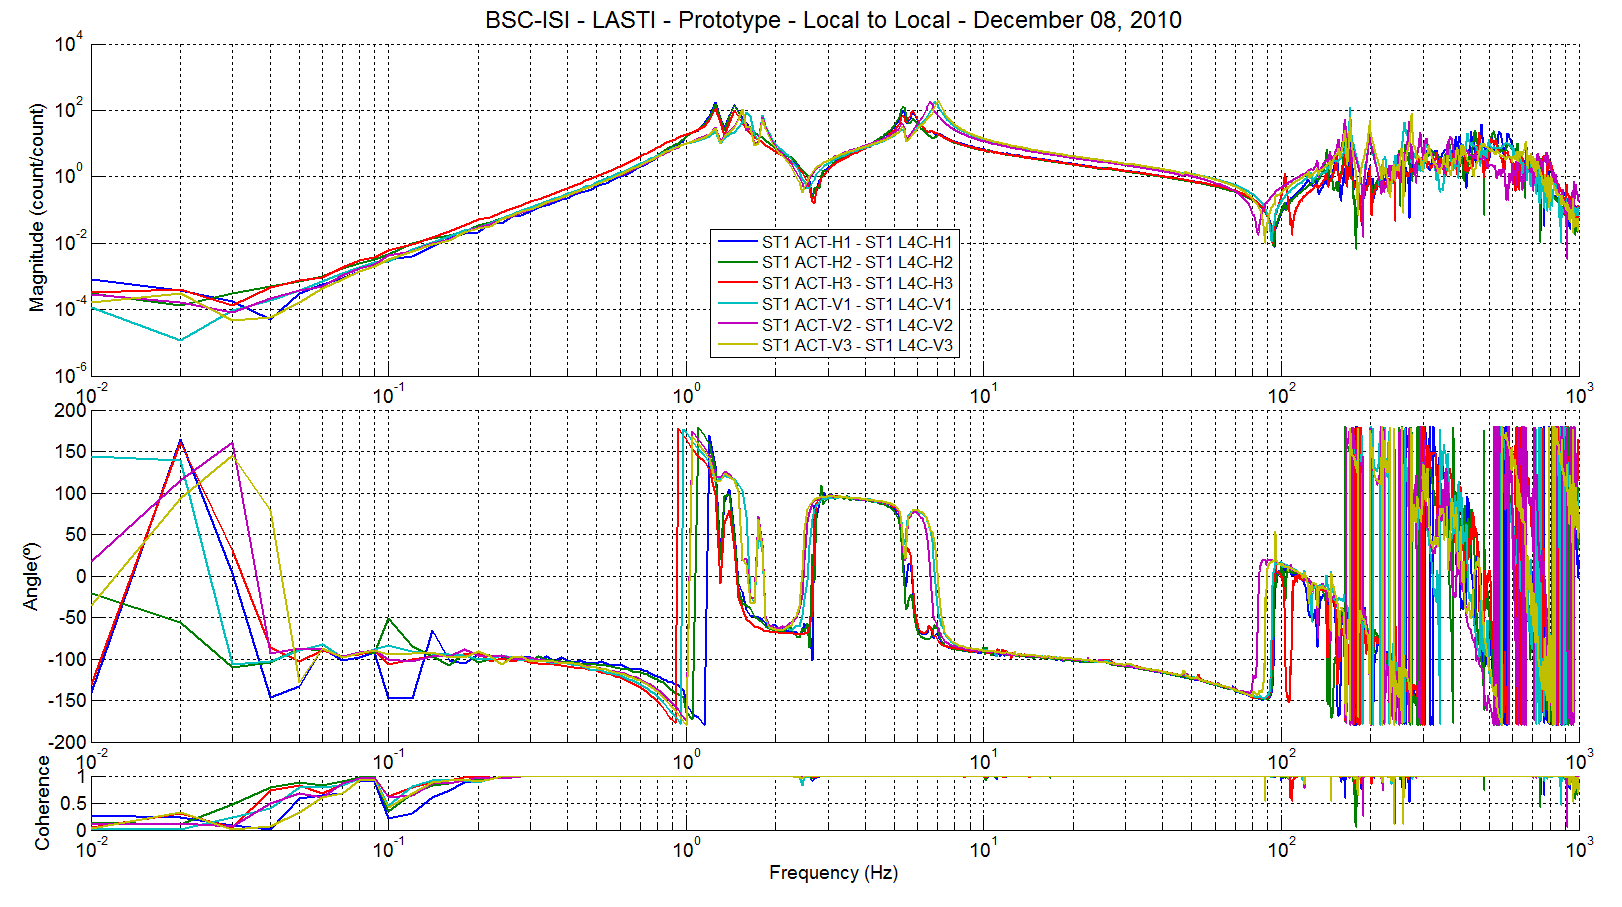 BSC-ISI - LASTI - Prototype - Local to Local - December 08, 2010
10^4
10^2
10^0
10^-2
10^-4
10^-6
Magnitude (count/count)
ST1 ACT-H1 - ST1 L4C-H1
ST1 ACT-H2 - ST1 L4C-H2
ST1 ACT-H3 - ST1 L4C-H3
ST1 ACT-V1 - ST1 L4C-V1
ST1 ACT-V2 - ST1 L4C-V2
ST1 ACT-V3 - ST1 L4C-V3
10^-2 10^-1 10^0 10^1 10^2 10^3
200
150
100
50
0
-50
-100
-150
-200
Angle(º)
10^-2 10^-1 10^0 10^1 10^2 10^3
1
0.5
0
Coherence
10^-2 10^-1 10^0 10^1 10^2 10^3
Frequency (Hz)